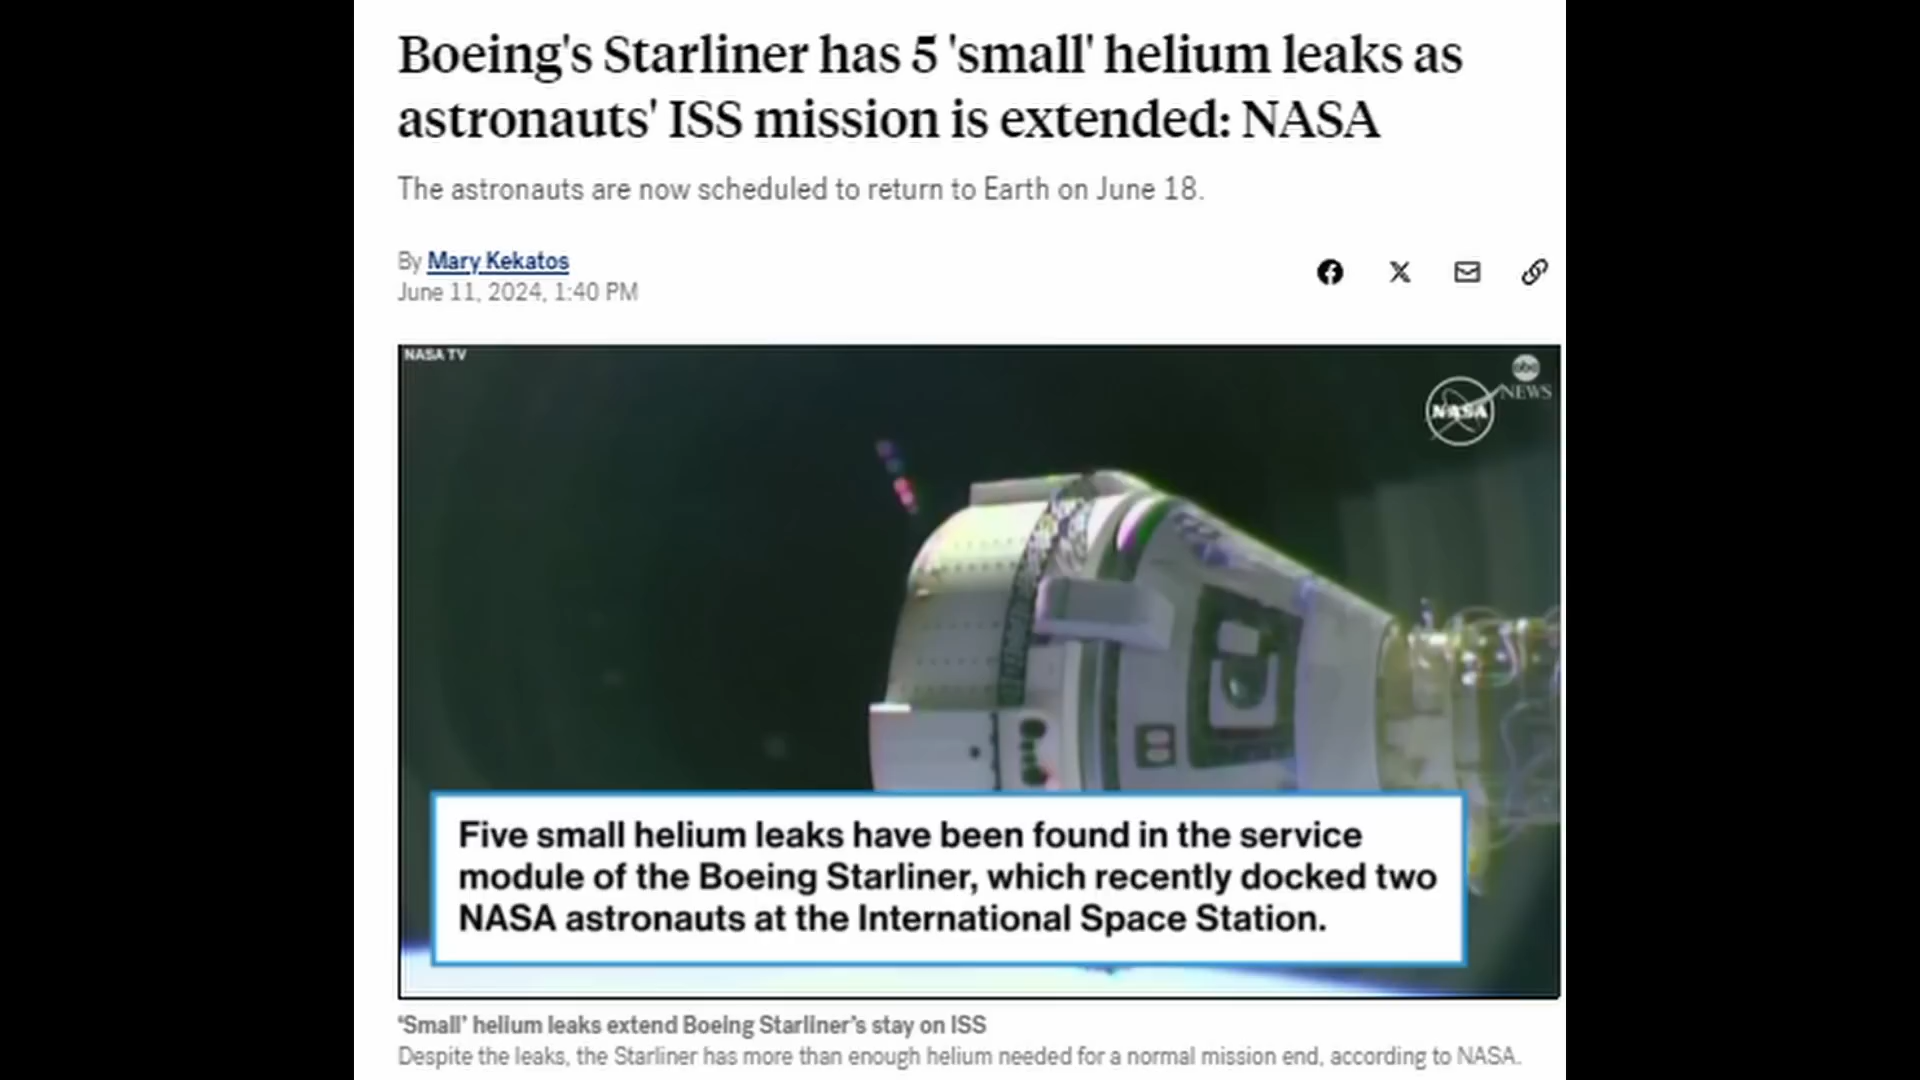 Boeing's Starliner has 5 'small' helium leaks as
astronauts' ISS mission is extended: NASA
The astronauts are now scheduled to return to Earth on June 18.
By Mary Kekatos
June 11, 2024, 1:40 PM
NASA TV
abc
NEWS
NASA
Five small helium leaks have been found in the service
module of the Boeing Starliner, which recently docked two
NASA astronauts at the International Space Station.
‘Small’ helium leaks extend Boeing Starliner’s stay on ISS
Despite the leaks, the Starliner has more than enough helium needed for a normal mission end, according to NASA.